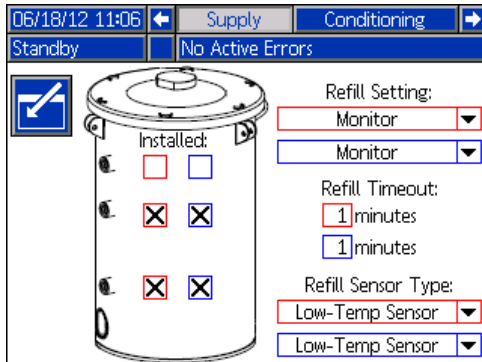 06/18/12 11:06 Supply Conditioning
Standby No Active Errors
Refill Setting:
Monitor
Installed:
Monitor
Refill Timeout:
1 minutes
1 minutes
Refill Sensor Type:
Low-Temp Sensor
Low-Temp Sensor